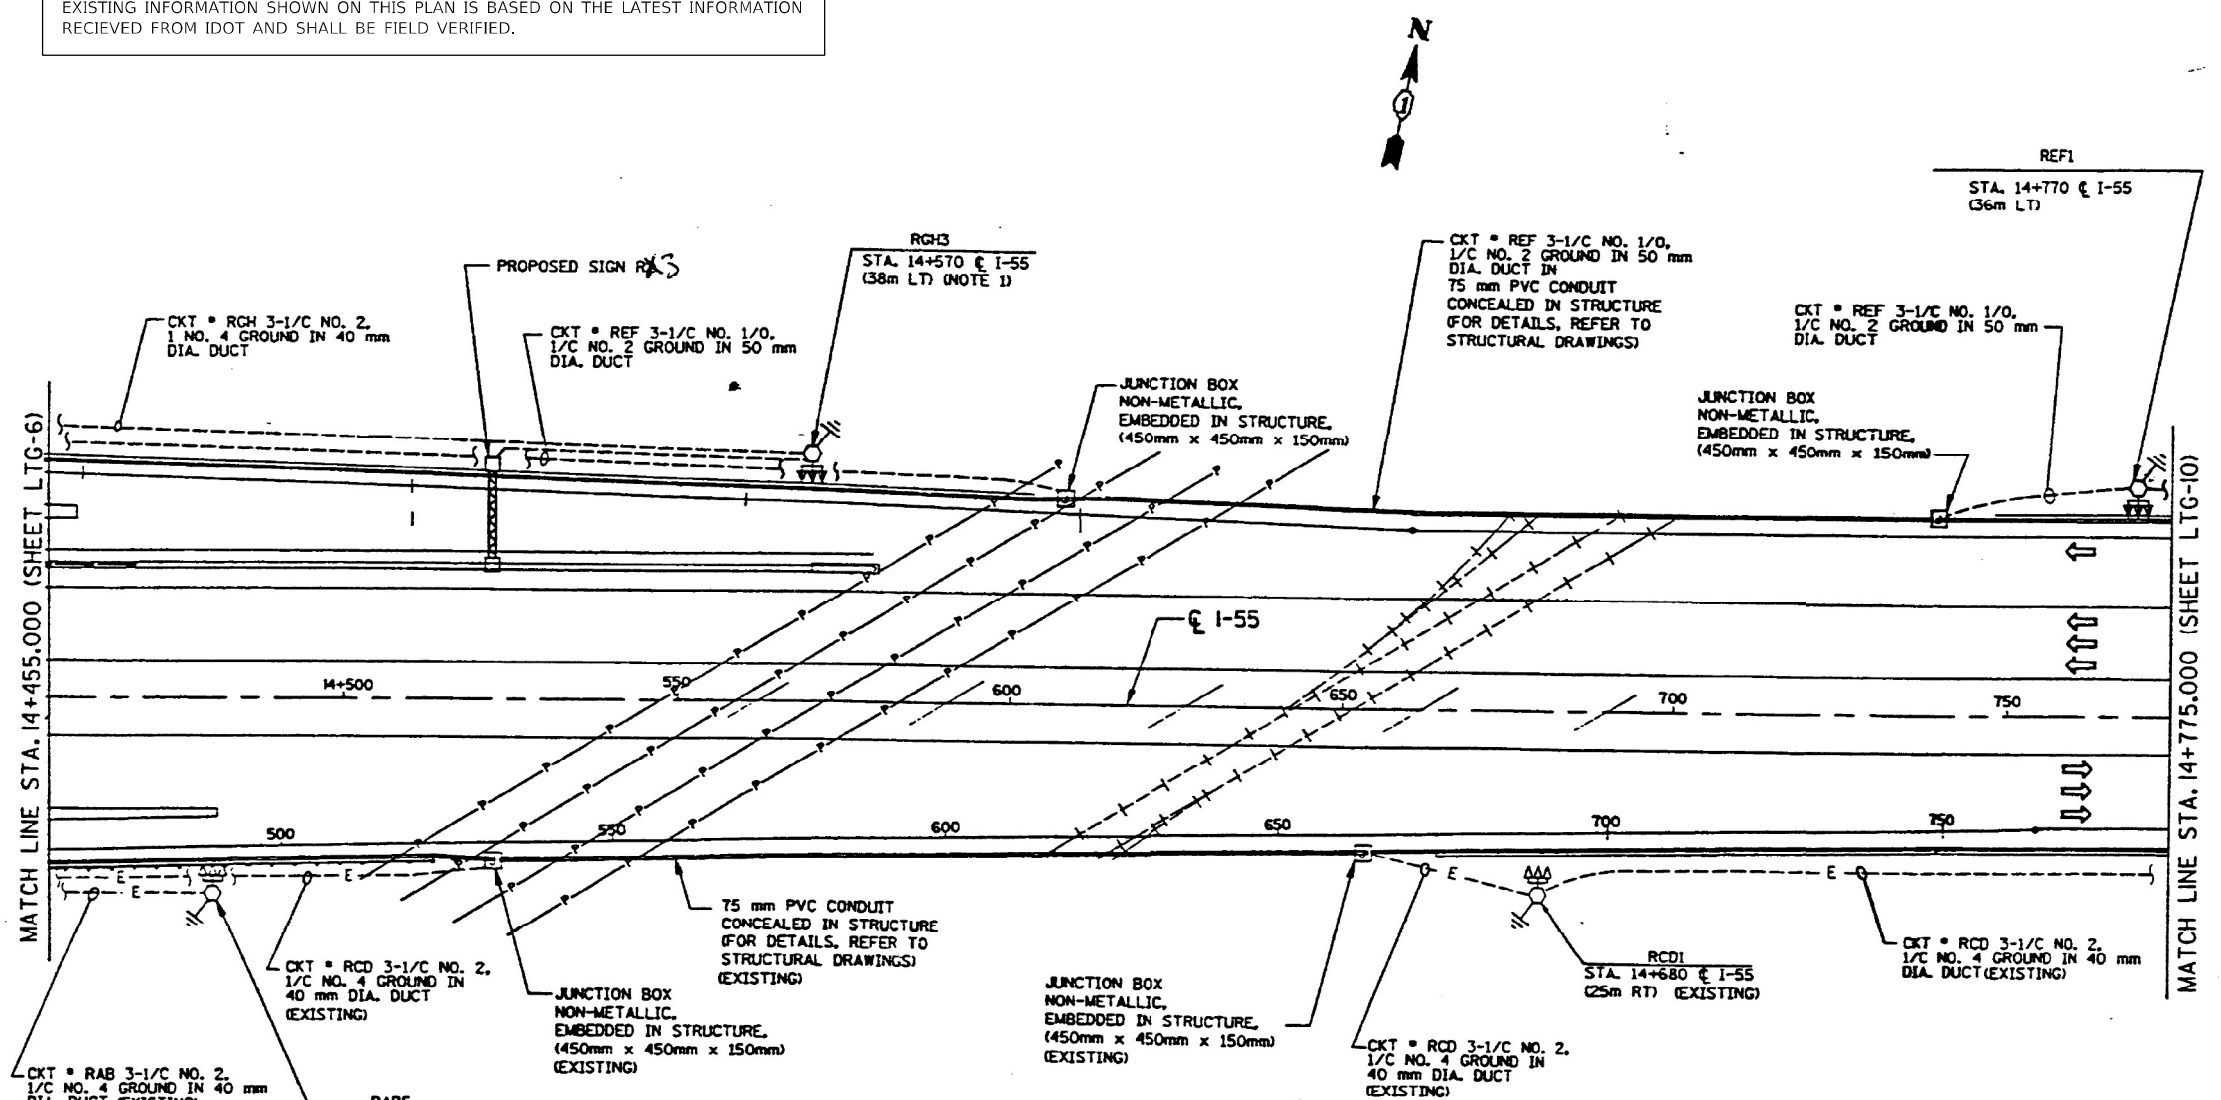 EXISTING INFORMATION SHOWN ON THIS PLAN IS BASED ON THE LATEST INFORMATION
RECIEVED FROM IDOT AND SHALL BE FIELD VERIFIED.
N
1
REF1
STA. 14+770 ℄ I-55
(36m LT)
RGH3
STA. 14+570 ℄ I-55
(38m LT) (NOTE 1)
PROPOSED SIGN
CKT * REF 3-1/C NO. 1/0,
1/C NO. 2 GROUND IN 50 mm
DIA. DUCT IN
75 mm PVC CONDUIT
CONCEALED IN STRUCTURE
(FOR DETAILS, REFER TO
STRUCTURAL DRAWINGS)
CKT * RGH 3-1/C NO. 2,
1 NO. 4 GROUND IN 40 mm
DIA. DUCT
CKT * REF 3-1/C NO. 1/0,
1/C NO. 2 GROUND IN 50 mm
DIA. DUCT
CKT * REF 3-1/C NO. 1/0,
1/C NO. 2 GROUND IN 50 mm
DIA. DUCT
JUNCTION BOX
NON-METALLIC,
EMBEDDED IN STRUCTURE,
(450mm x 450mm x 150mm)
JUNCTION BOX
NON-METALLIC,
EMBEDDED IN STRUCTURE,
(450mm x 450mm x 150mm)
MATCH LINE STA. 14+455.000 (SHEET LTG-6)
MATCH LINE STA. 14+775.000 (SHEET LTG-10)
℄ I-55
14+500
550
600
650
700
750
500
550
600
650
700
750
E
E
E
E
E
75 mm PVC CONDUIT
CONCEALED IN STRUCTURE
(FOR DETAILS, REFER TO
STRUCTURAL DRAWINGS)
(EXISTING)
CKT * RCD 3-1/C NO. 2,
1/C NO. 4 GROUND IN
40 mm DIA. DUCT
(EXISTING)
JUNCTION BOX
NON-METALLIC,
EMBEDDED IN STRUCTURE,
(450mm x 450mm x 150mm)
(EXISTING)
JUNCTION BOX
NON-METALLIC,
EMBEDDED IN STRUCTURE,
(450mm x 450mm x 150mm)
(EXISTING)
RCD1
STA. 14+680 ℄ I-55
(25m RT) (EXISTING)
CKT * RCD 3-1/C NO. 2,
1/C NO. 4 GROUND IN 40 mm
DIA. DUCT(EXISTING)
CKT * RCD 3-1/C NO. 2,
1/C NO. 4 GROUND IN
40 mm DIA. DUCT
(EXISTING)
CKT * RAB 3-1/C NO. 2,
1/C NO. 4 GROUND IN 40 mm
DIA. DUCT (EXISTING)